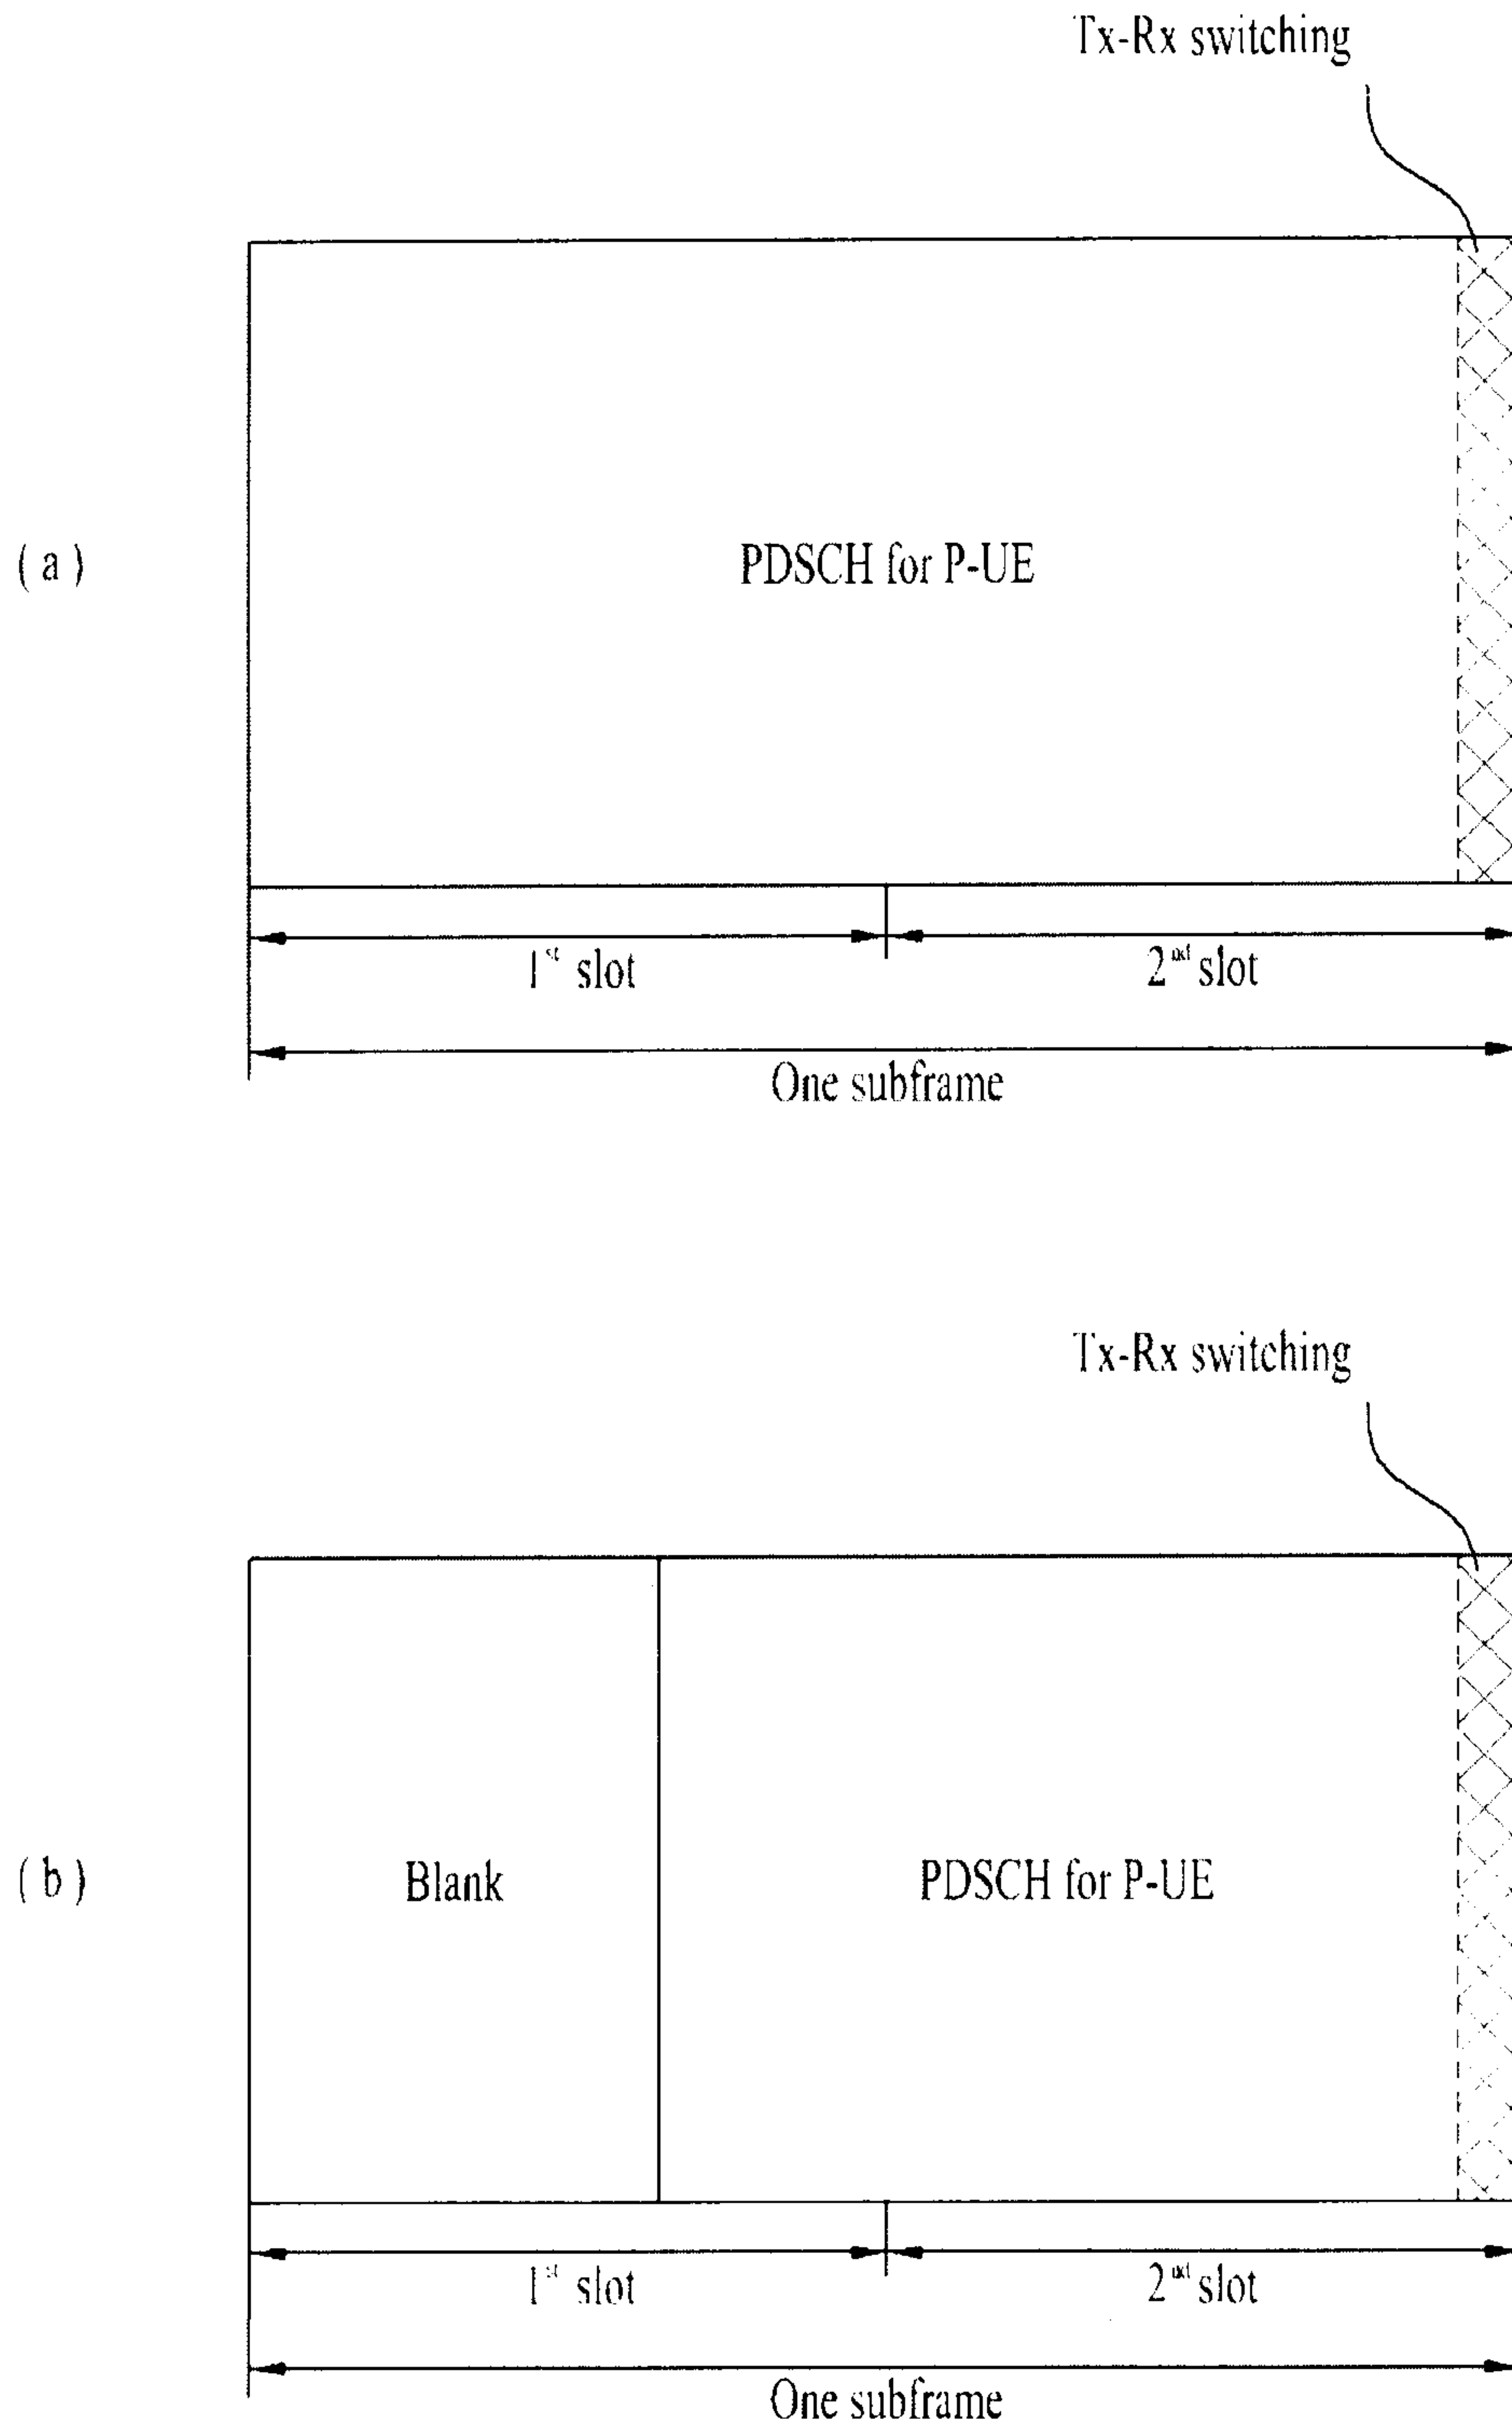 Tx-Rx switching
(a)
PDSCH for P-UE
1st slot
2nd slot
One subframe
Tx-Rx switching
(b)
Blank
PDSCH for P-UE
1st slot
2nd slot
One subframe